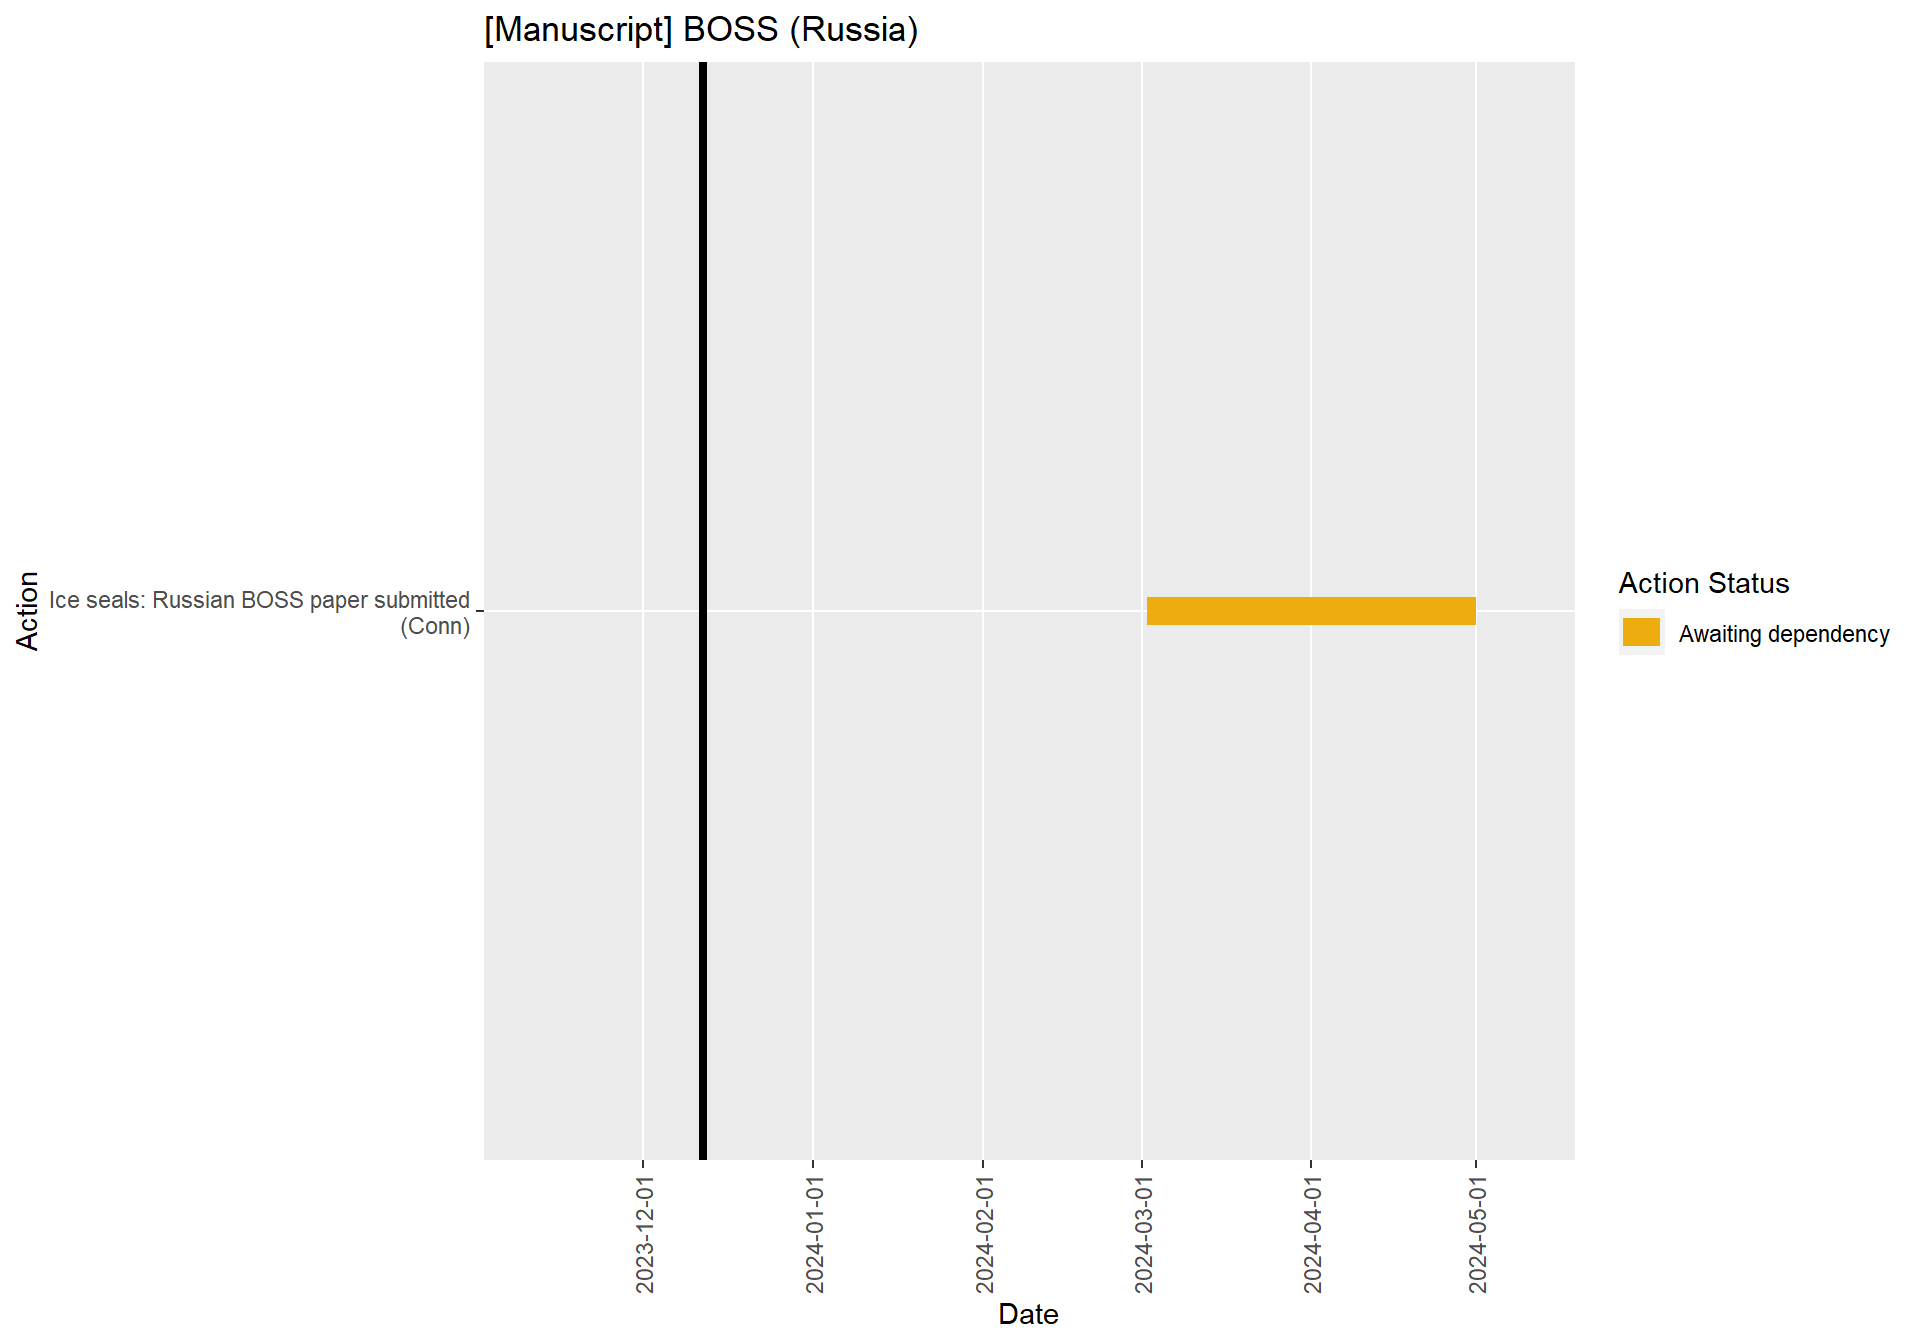 [Manuscript] BOSS (Russia)
Action
Ice seals: Russian BOSS paper submitted
(Conn)
Action Status
Awaiting dependency
2023-12-01
2024-01-01
2024-02-01
2024-03-01
2024-04-01
2024-05-01
Date